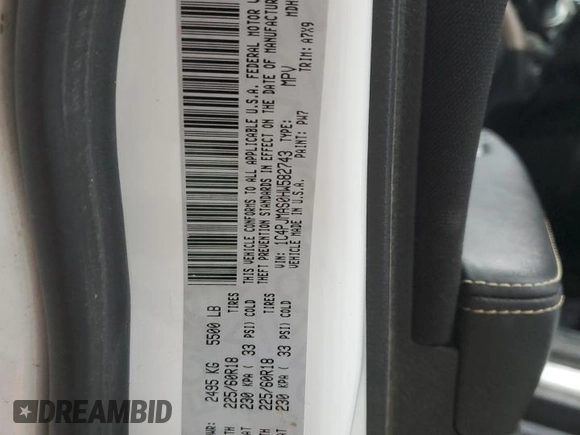 2495 KG 5500 LB
225/60R18 TIRES
230 KPA ( 33 PSI) COLD
225/60R18 TIRES
230 KPA ( 33 PSI) COLD
THIS VEHICLE CONFORMS TO ALL APPLICABLE U.S.A. FEDERAL MOTOR
THEFT PREVENTION STANDARDS IN EFFECT ON THE DATE OF MANUFACTURE
VIN: 1C4PJMAS0HW582743 TYPE: MPV
VEHICLE MADE IN U.S.A. PAINT: PW7 TRIM: A7X9
DREAMBID